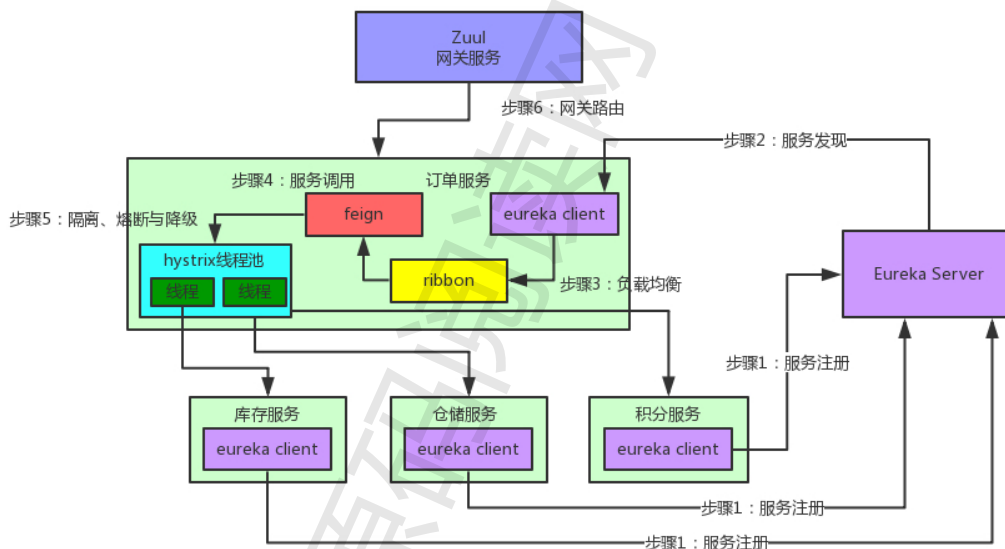 Zuul
网关服务
步骤6：网关路由
步骤2：服务发现
步骤4：服务调用
订单服务
feign
eureka client
步骤5：隔离、熔断与降级
hystrix线程池
线程
线程
ribbon
步骤3：负载均衡
Eureka Server
步骤1：服务注册
库存服务
eureka client
仓储服务
eureka client
积分服务
eureka client
步骤1：服务注册
步骤1：服务注册
源码阅读网